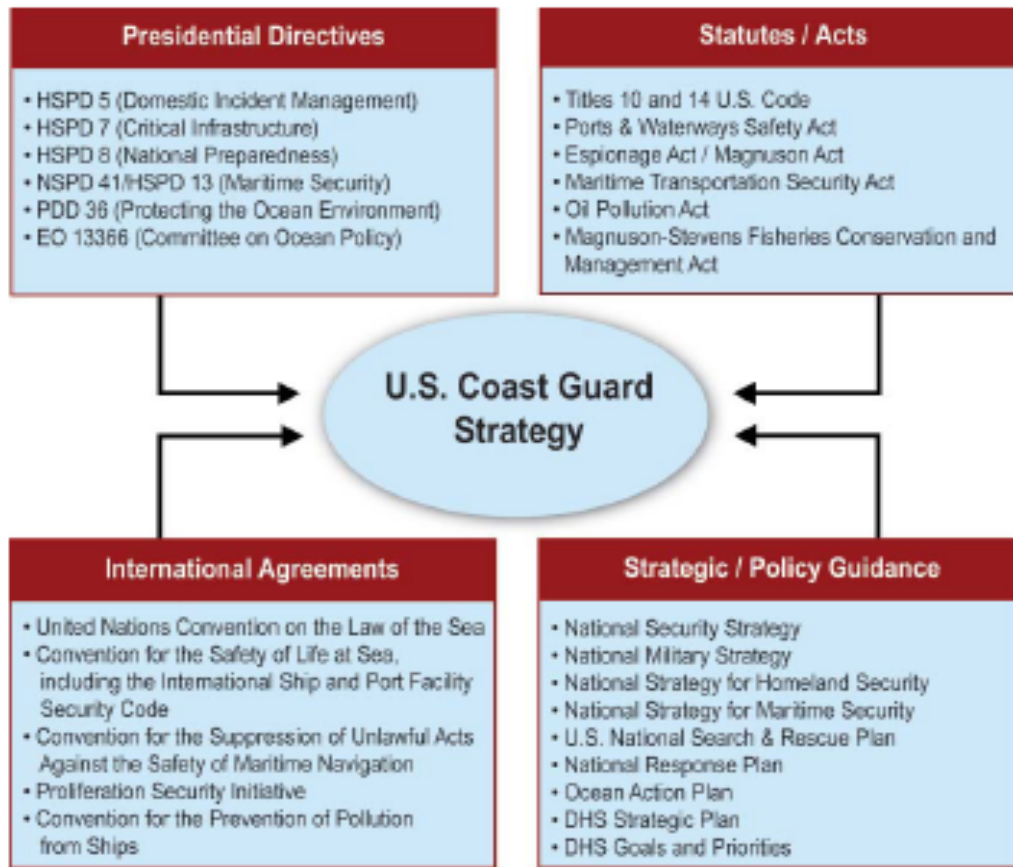 Presidential Directives
• HSPD 5 (Domestic Incident Management)
• HSPD 7 (Critical Infrastructure)
• HSPD 8 (National Preparedness)
• NSPD 41/HSPD 13 (Maritime Security)
• PDD 36 (Protecting the Ocean Environment)
• EO 13366 (Committee on Ocean Policy)
Statutes / Acts
• Titles 10 and 14 U.S. Code
• Ports & Waterways Safety Act
• Espionage Act / Magnuson Act
• Maritime Transportation Security Act
• Oil Pollution Act
• Magnuson-Stevens Fisheries Conservation and
Management Act
U.S. Coast Guard
Strategy
International Agreements
• United Nations Convention on the Law of the Sea
• Convention for the Safety of Life at Sea,
including the International Ship and Port Facility
Security Code
• Convention for the Suppression of Unlawful Acts
Against the Safety of Maritime Navigation
• Proliferation Security Initiative
• Convention for the Prevention of Pollution
from Ships
Strategic / Policy Guidance
• National Security Strategy
• National Military Strategy
• National Strategy for Homeland Security
• National Strategy for Maritime Security
• U.S. National Search & Rescue Plan
• National Response Plan
• Ocean Action Plan
• DHS Strategic Plan
• DHS Goals and Priorities